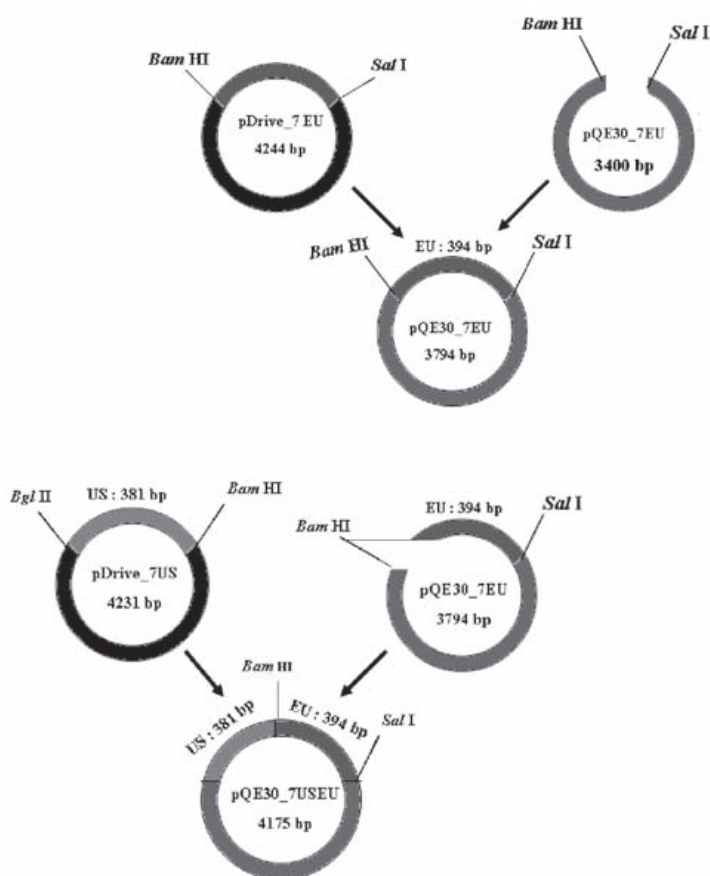 Bam HI
Sal I
pDrive_7 EU
4244 bp
Bam HI
Sal I
pQE30_7EU
3400 bp
EU : 394 bp
Bam HI
Sal I
pQE30_7EU
3794 bp
US : 381 bp
Bgl II
Bam HI
pDrive_7US
4231 bp
EU : 394 bp
Bam HI
Sal I
pQE30_7EU
3794 bp
Bam HI
US : 381 bp
EU : 394 bp
Sal I
pQE30_7USEU
4175 bp